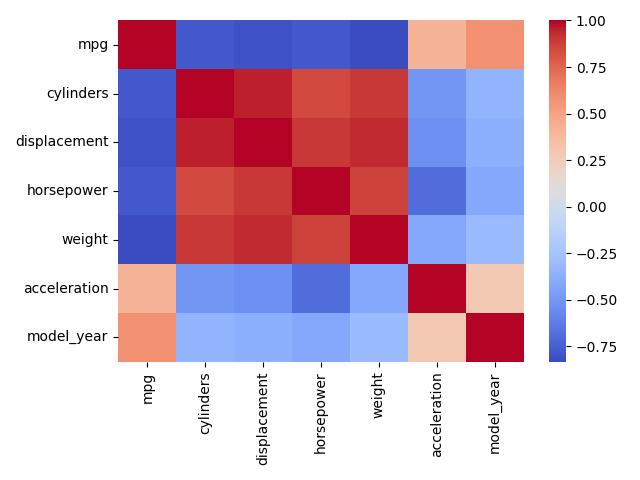 mpg
cylinders
displacement
horsepower
weight
acceleration
model_year
mpg
cylinders
displacement
horsepower
weight
acceleration
model_year
1.00
0.75
0.50
0.25
0.00
−0.25
−0.50
−0.75